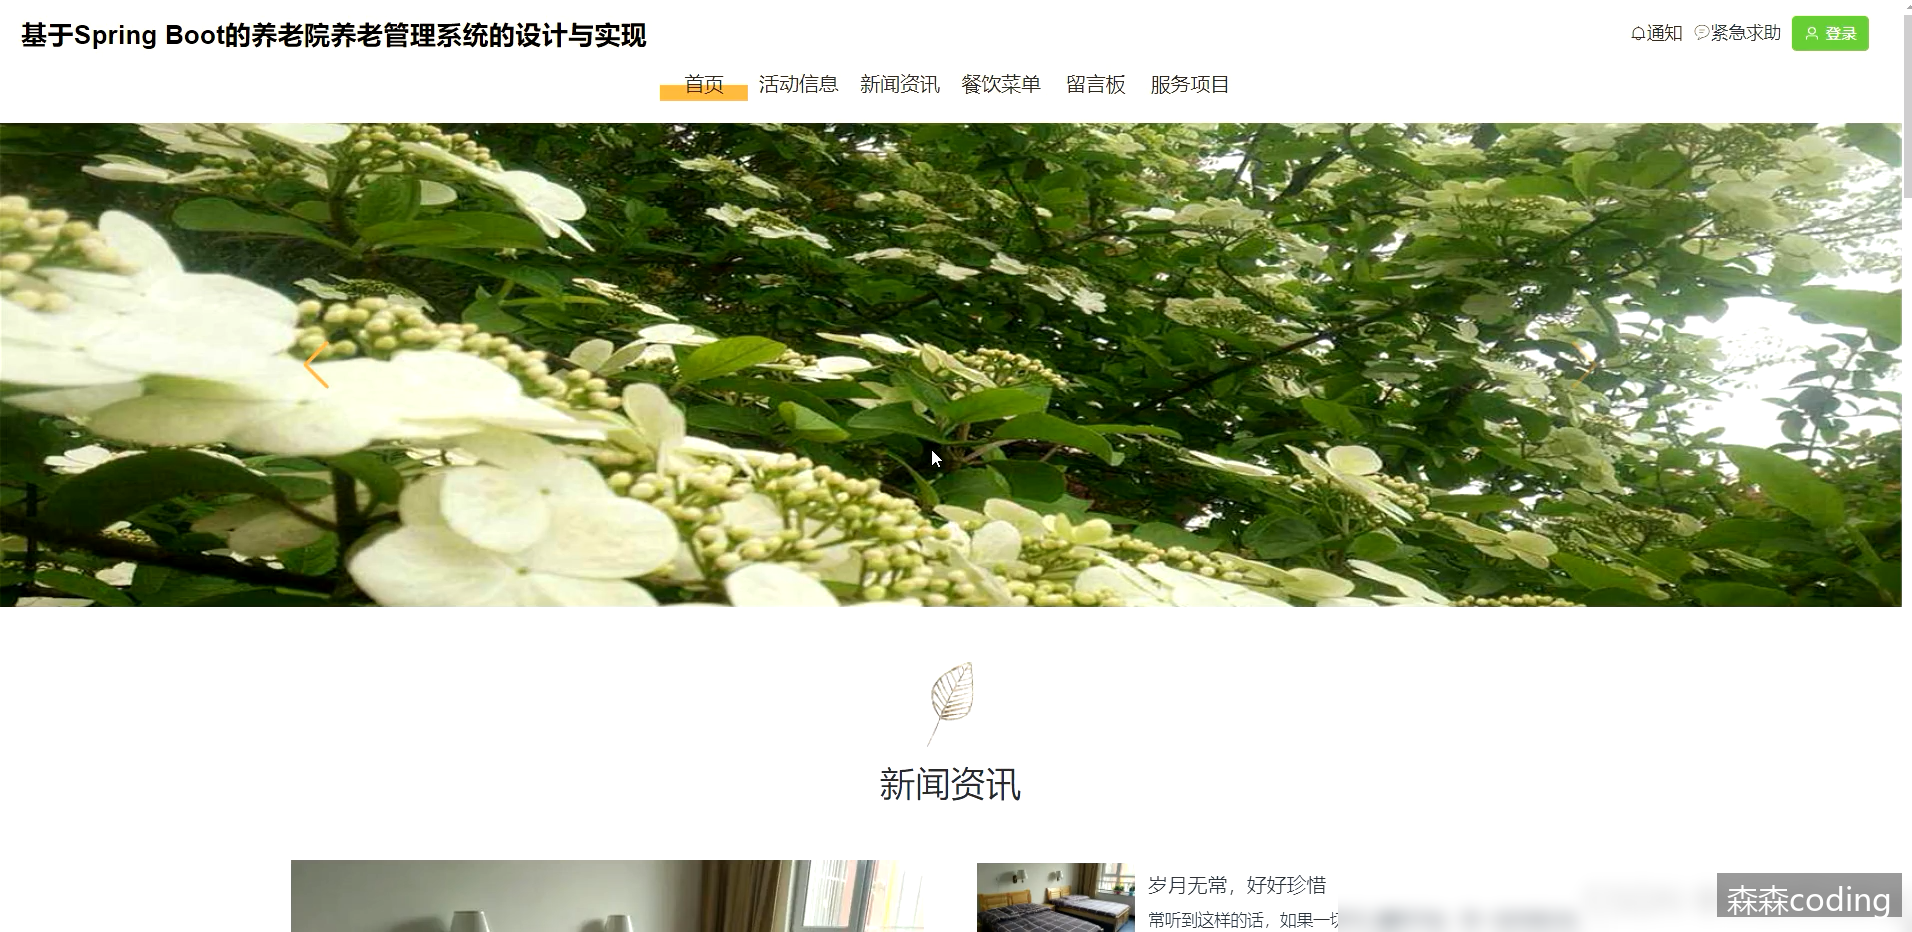 基于Spring Boot的养老院养老管理系统的设计与实现
通知 紧急求助 登录
首页 活动信息 新闻资讯 餐饮菜单 留言板 服务项目
新闻资讯
岁月无常，好好珍惜
常听到这样的话，如果一切
森森coding